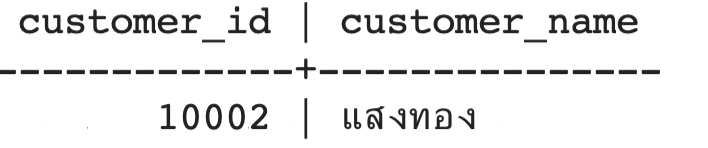 customer_id | customer_name
-------------+---------------
10002 | แสงทอง